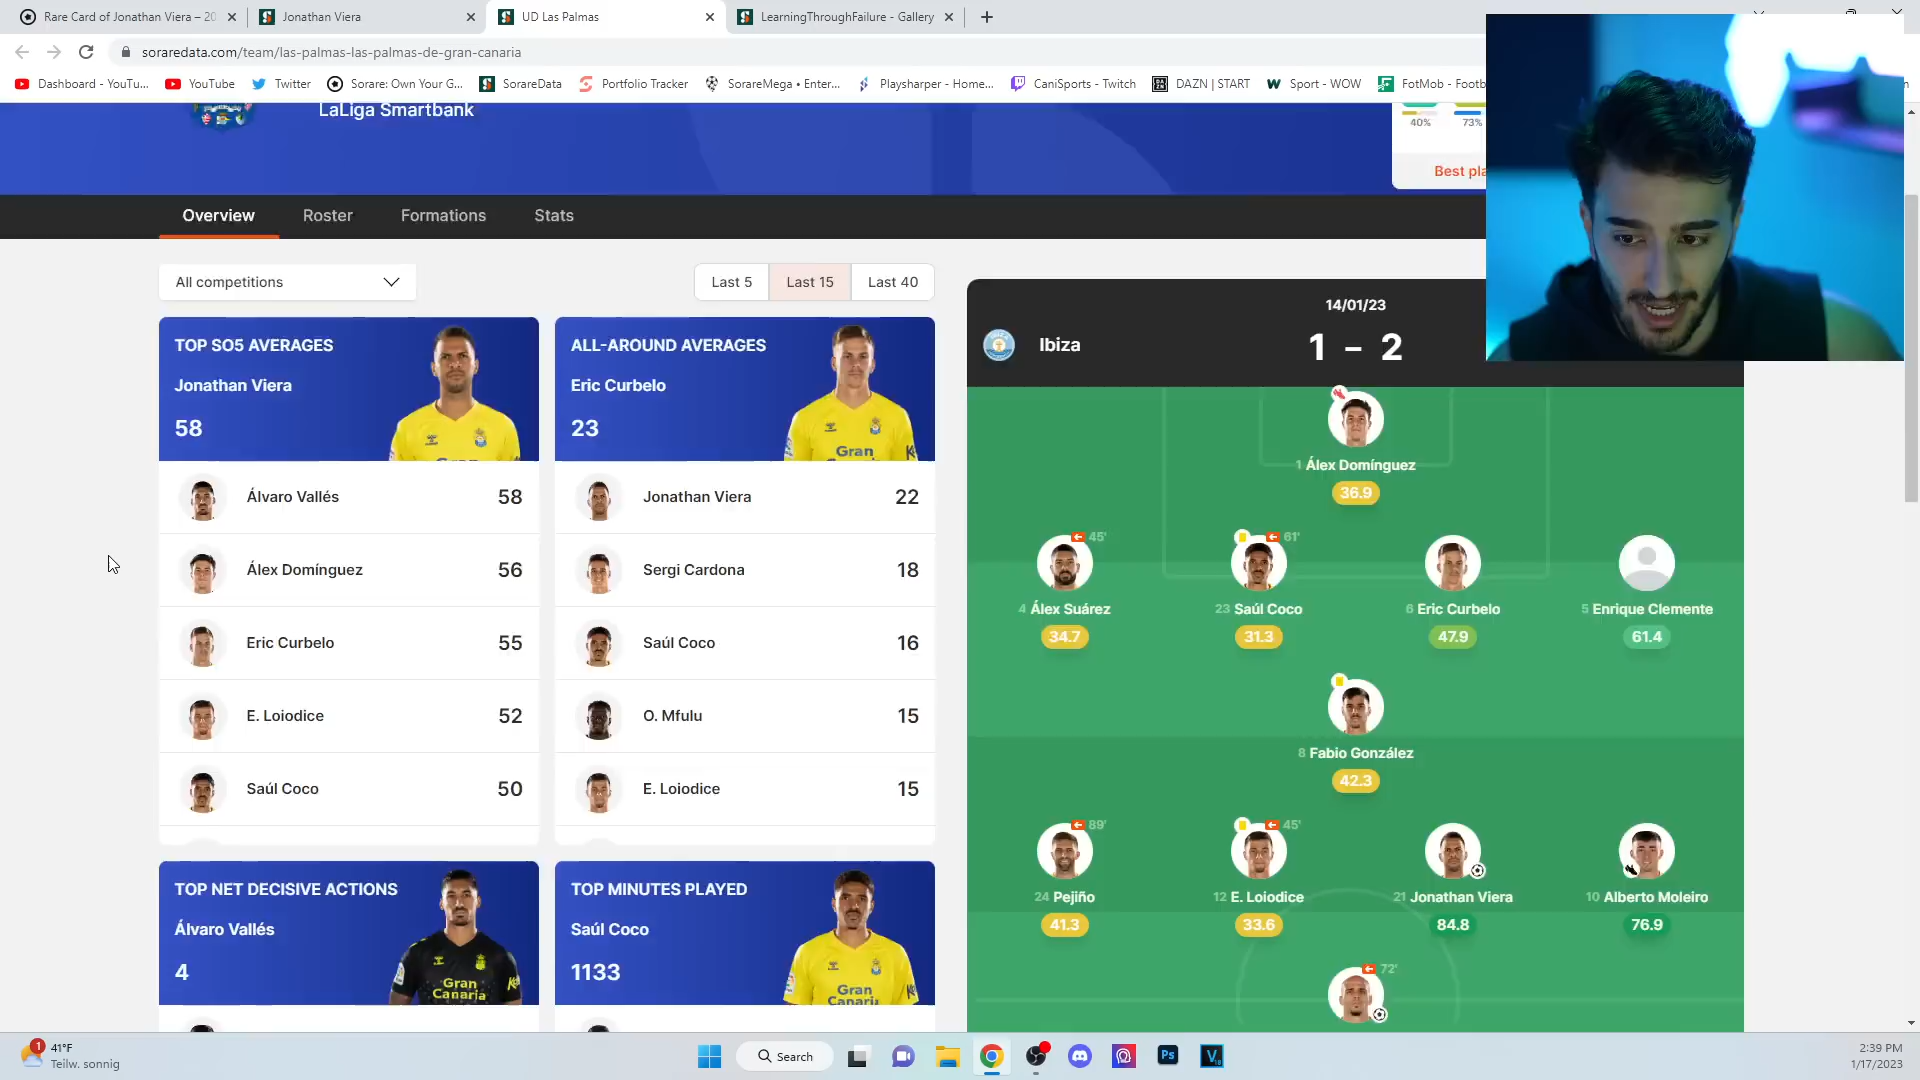 Rare Card of Jonathan Viera – 20
Jonathan Viera
UD Las Palmas
LearningThroughFailure - Gallery
soraredata.com/team/las-palmas-las-palmas-de-gran-canaria
Dashboard - YouTu...
YouTube
Twitter
Sorare: Own Your G...
SorareData
Portfolio Tracker
SorareMega • Enter...
Playsharper - Home...
CaniSports - Twitch
DAZN | START
Sport - WOW
FotMob - Footb
LaLiga Smartbank
40%
73%
Best pla
Overview
Roster
Formations
Stats
All competitions
Last 5
Last 15
Last 40
TOP SO5 AVERAGES
Jonathan Viera
58
Álvaro Vallés 58
Álex Domínguez 56
Eric Curbelo 55
E. Loiodice 52
Saúl Coco 50
ALL-AROUND AVERAGES
Eric Curbelo
23
Jonathan Viera 22
Sergi Cardona 18
Saúl Coco 16
O. Mfulu 15
E. Loiodice 15
TOP NET DECISIVE ACTIONS
Álvaro Vallés
4
Gran
Canaria
TOP MINUTES PLAYED
Saúl Coco
1133
Gran
Canaria
14/01/23
Ibiza
1 – 2
1 Álex Domínguez
36.9
45'
61'
4 Álex Suárez
23 Saúl Coco
6 Eric Curbelo
5 Enrique Clemente
34.7
31.3
47.9
61.4
8 Fabio González
42.3
89'
45'
24 Pejiño
12 E. Loiodice
21 Jonathan Viera
10 Alberto Moleiro
41.3
33.6
84.8
76.9
72'
1
41°F
Teilw. sonnig
Search
Ps
2:39 PM
1/17/2023